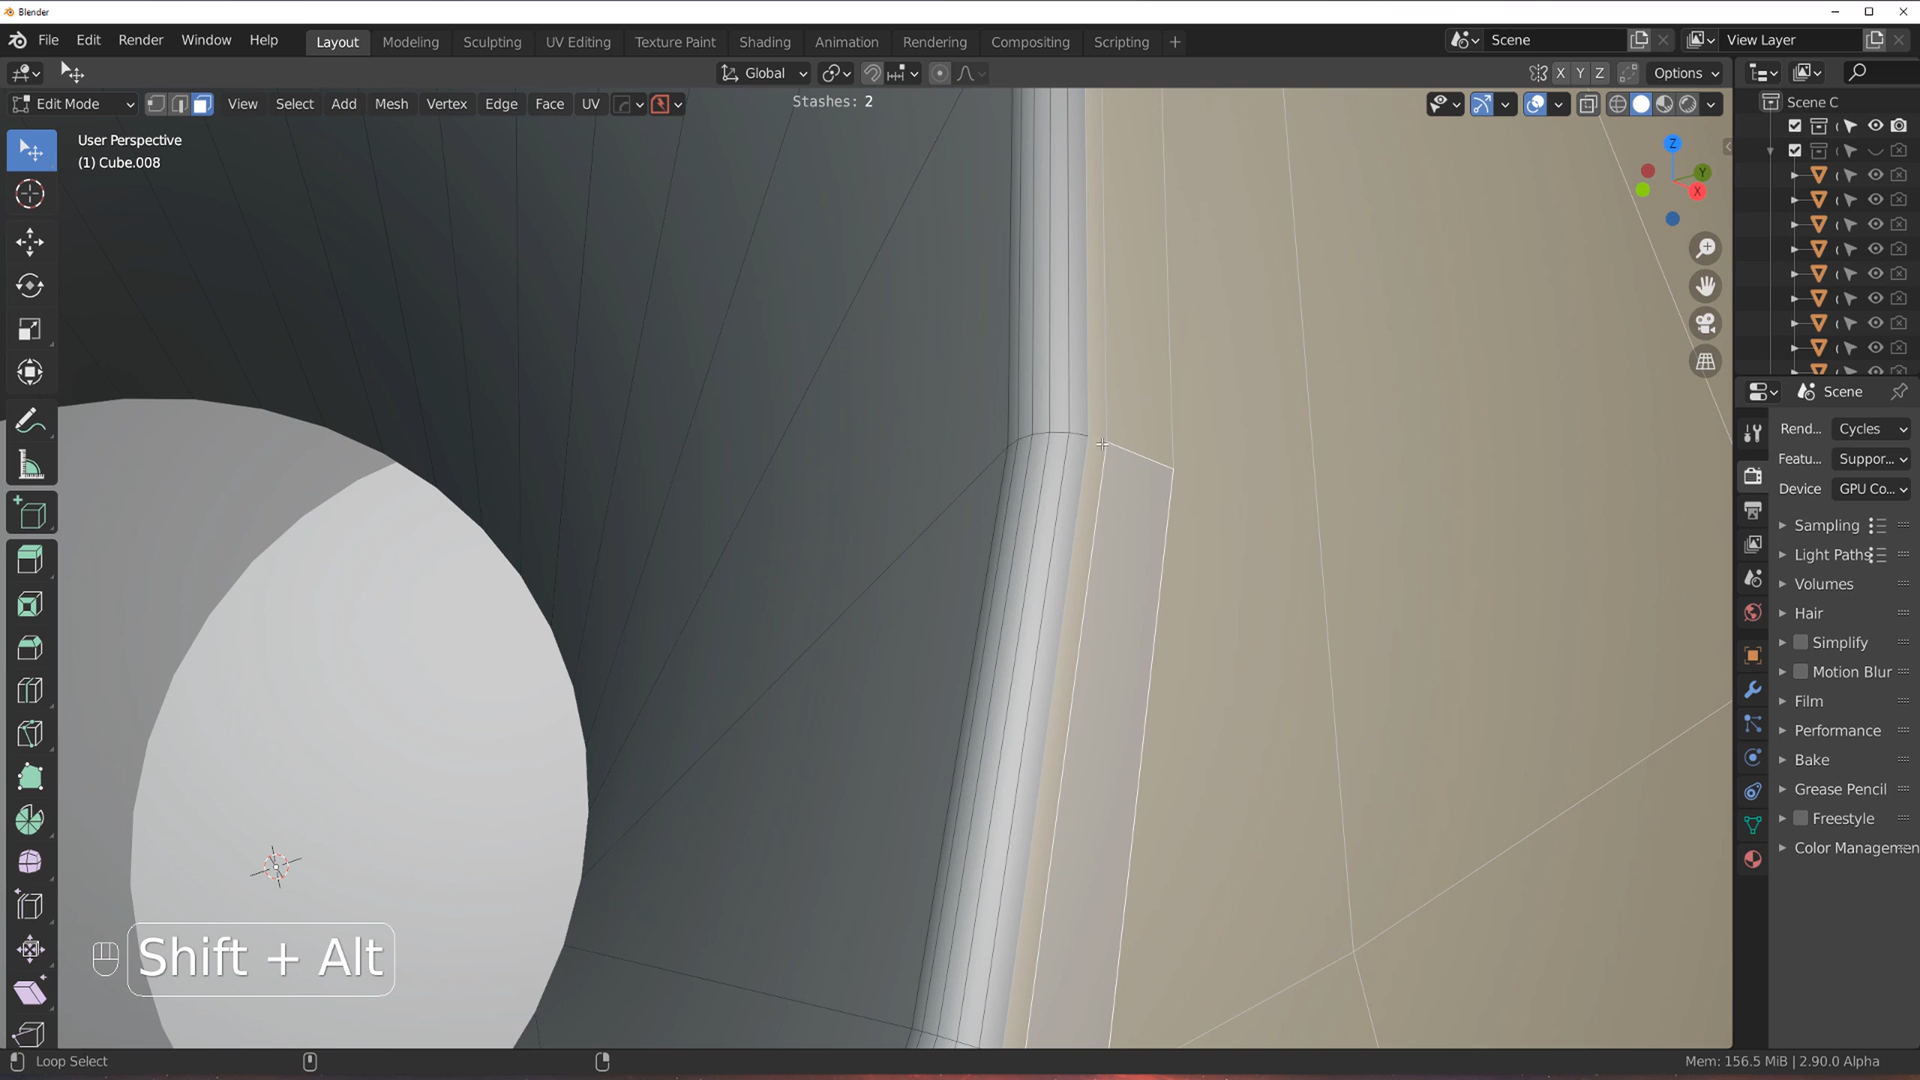 Blender
File Edit Render Window Help Layout Modeling Sculpting UV Editing Texture Paint Shading Animation Rendering Compositing Scripting + Scene View Layer
Global X Y Z Options
Edit Mode View Select Add Mesh Vertex Edge Face UV Stashes: 2 Scene C
User Perspective
(1) Cube.008
Z
Y
X
Scene
Rend... Cycles
Featu... Suppor...
Device GPU Co...
Sampling
Light Paths
Volumes
Hair
Simplify
Motion Blur
Film
Performance
Bake
Grease Pencil
Freestyle
Color Managemen
Shift + Alt
Loop Select Mem: 156.5 MiB | 2.90.0 Alpha